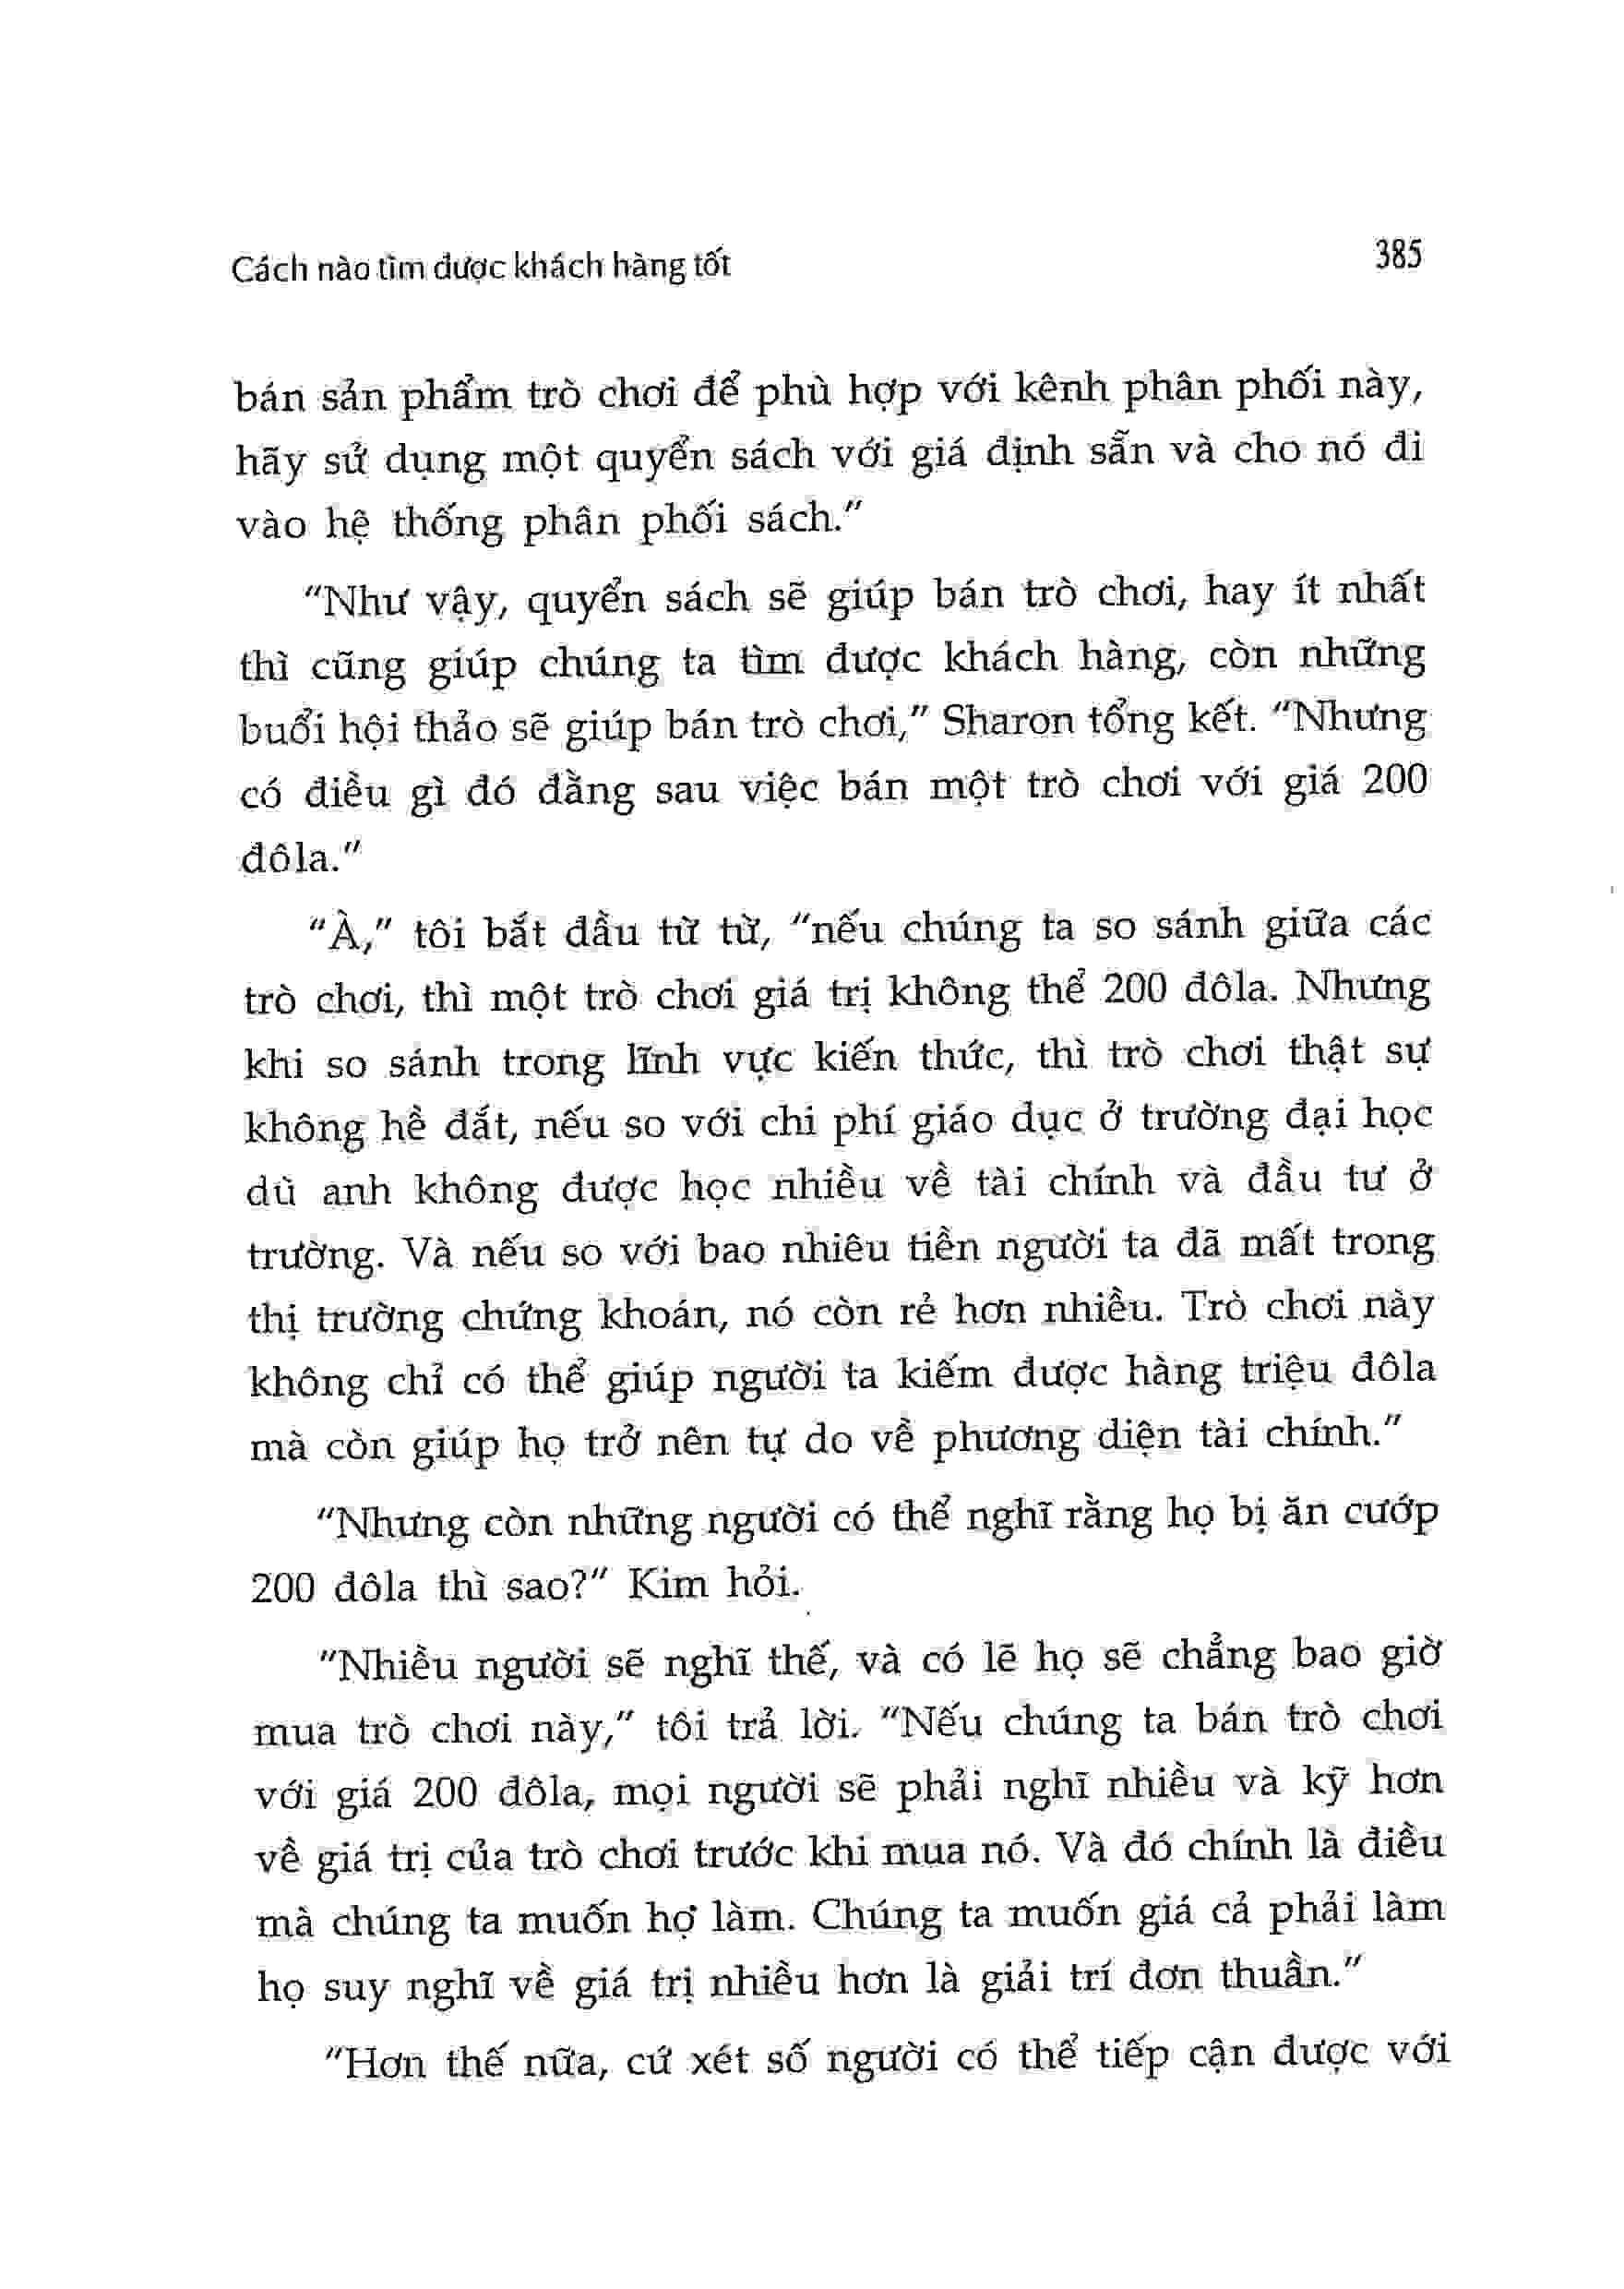 Cách nào tìm được khách hàng tốt
385
bán sản phẩm trò chơi để phù hợp với kênh phân phối này,
hãy sử dụng một quyển sách với giá định sẵn và cho nó đi
vào hệ thống phân phối sách."
"Như vậy, quyển sách sẽ giúp bán trò chơi, hay ít nhất
thì cũng giúp chúng ta tìm được khách hàng, còn những
buổi hội thảo sẽ giúp bán trò chơi," Sharon tổng kết. "Nhưng
có điều gì đó đằng sau việc bán một trò chơi với giá 200
đôla."
"À," tôi bắt đầu từ từ, "nếu chúng ta so sánh giữa các
trò chơi, thì một trò chơi giá trị không thể 200 đôla. Nhưng
khi so sánh trong lĩnh vực kiến thức, thì trò chơi thật sự
không hề đắt, nếu so với chi phí giáo dục ở trường đại học
dù anh không được học nhiều về tài chính và đầu tư ở
trường. Và nếu so với bao nhiêu tiền người ta đã mất trong
thị trường chứng khoán, nó còn rẻ hơn nhiều. Trò chơi này
không chỉ có thể giúp người ta kiếm được hàng triệu đôla
mà còn giúp họ trở nên tự do về phương diện tài chính."
"Nhưng còn những người có thể nghĩ rằng họ bị ăn cướp
200 đôla thì sao?" Kim hỏi.
"Nhiều người sẽ nghĩ thế, và có lẽ họ sẽ chẳng bao giờ
mua trò chơi này," tôi trả lời. "Nếu chúng ta bán trò chơi
với giá 200 đôla, mọi người sẽ phải nghĩ nhiều và kỹ hơn
về giá trị của trò chơi trước khi mua nó. Và đó chính là điều
mà chúng ta muốn họ làm. Chúng ta muốn giá cả phải làm
họ suy nghĩ về giá trị nhiều hơn là giải trí đơn thuần."
"Hơn thế nữa, cứ xét số người có thể tiếp cận được với